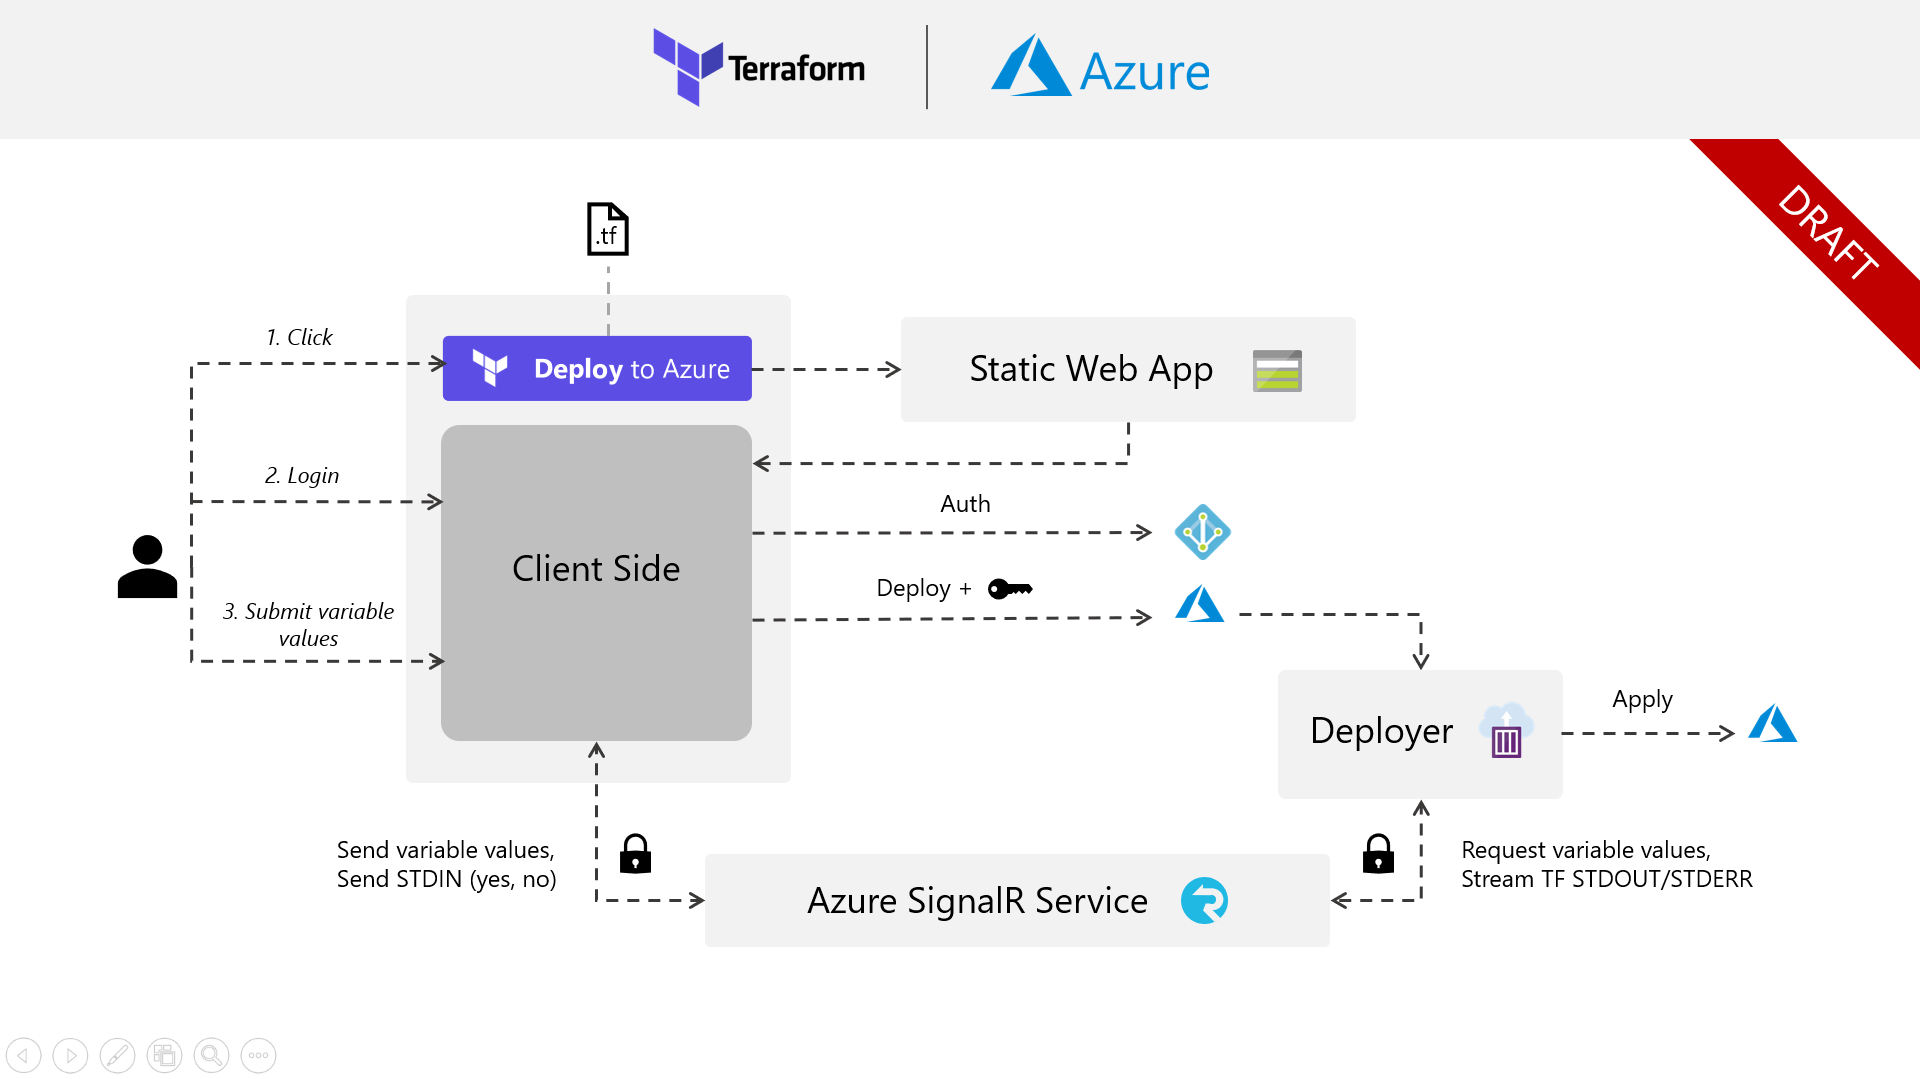 Terraform
Azure
DRAFT
.tf
1. Click
Deploy to Azure
Static Web App
2. Login
Auth
Client Side
Deploy +
3. Submit variable
values
Apply
Deployer
Send variable values,
Send STDIN (yes, no)
Request variable values,
Stream TF STDOUT/STDERR
Azure SignalR Service